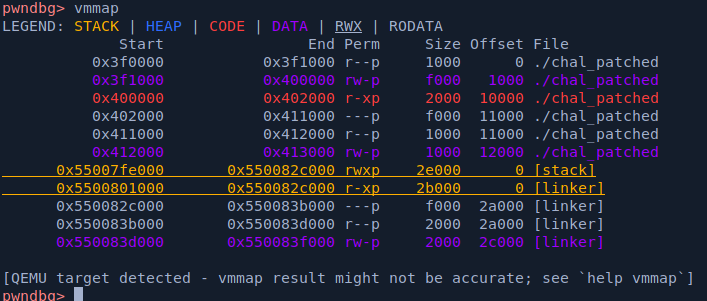 pwndbg> vmmap
LEGEND: STACK | HEAP | CODE | DATA | RWX | RODATA
Start End Perm Size Offset File
0x3f0000 0x3f1000 r--p 1000 0 ./chal_patched
0x3f1000 0x400000 rw-p f000 1000 ./chal_patched
0x400000 0x402000 r-xp 2000 10000 ./chal_patched
0x402000 0x411000 ---p f000 11000 ./chal_patched
0x411000 0x412000 r--p 1000 11000 ./chal_patched
0x412000 0x413000 rw-p 1000 12000 ./chal_patched
0x55007fe000 0x550082c000 rwxp 2e000 0 [stack]
0x5500801000 0x550082c000 r-xp 2b000 0 [linker]
0x550082c000 0x550083b000 ---p f000 2a000 [linker]
0x550083b000 0x550083d000 r--p 2000 2a000 [linker]
0x550083d000 0x550083f000 rw-p 2000 2c000 [linker]
[QEMU target detected - vmmap result might not be accurate; see `help vmmap`]
pwndbg>